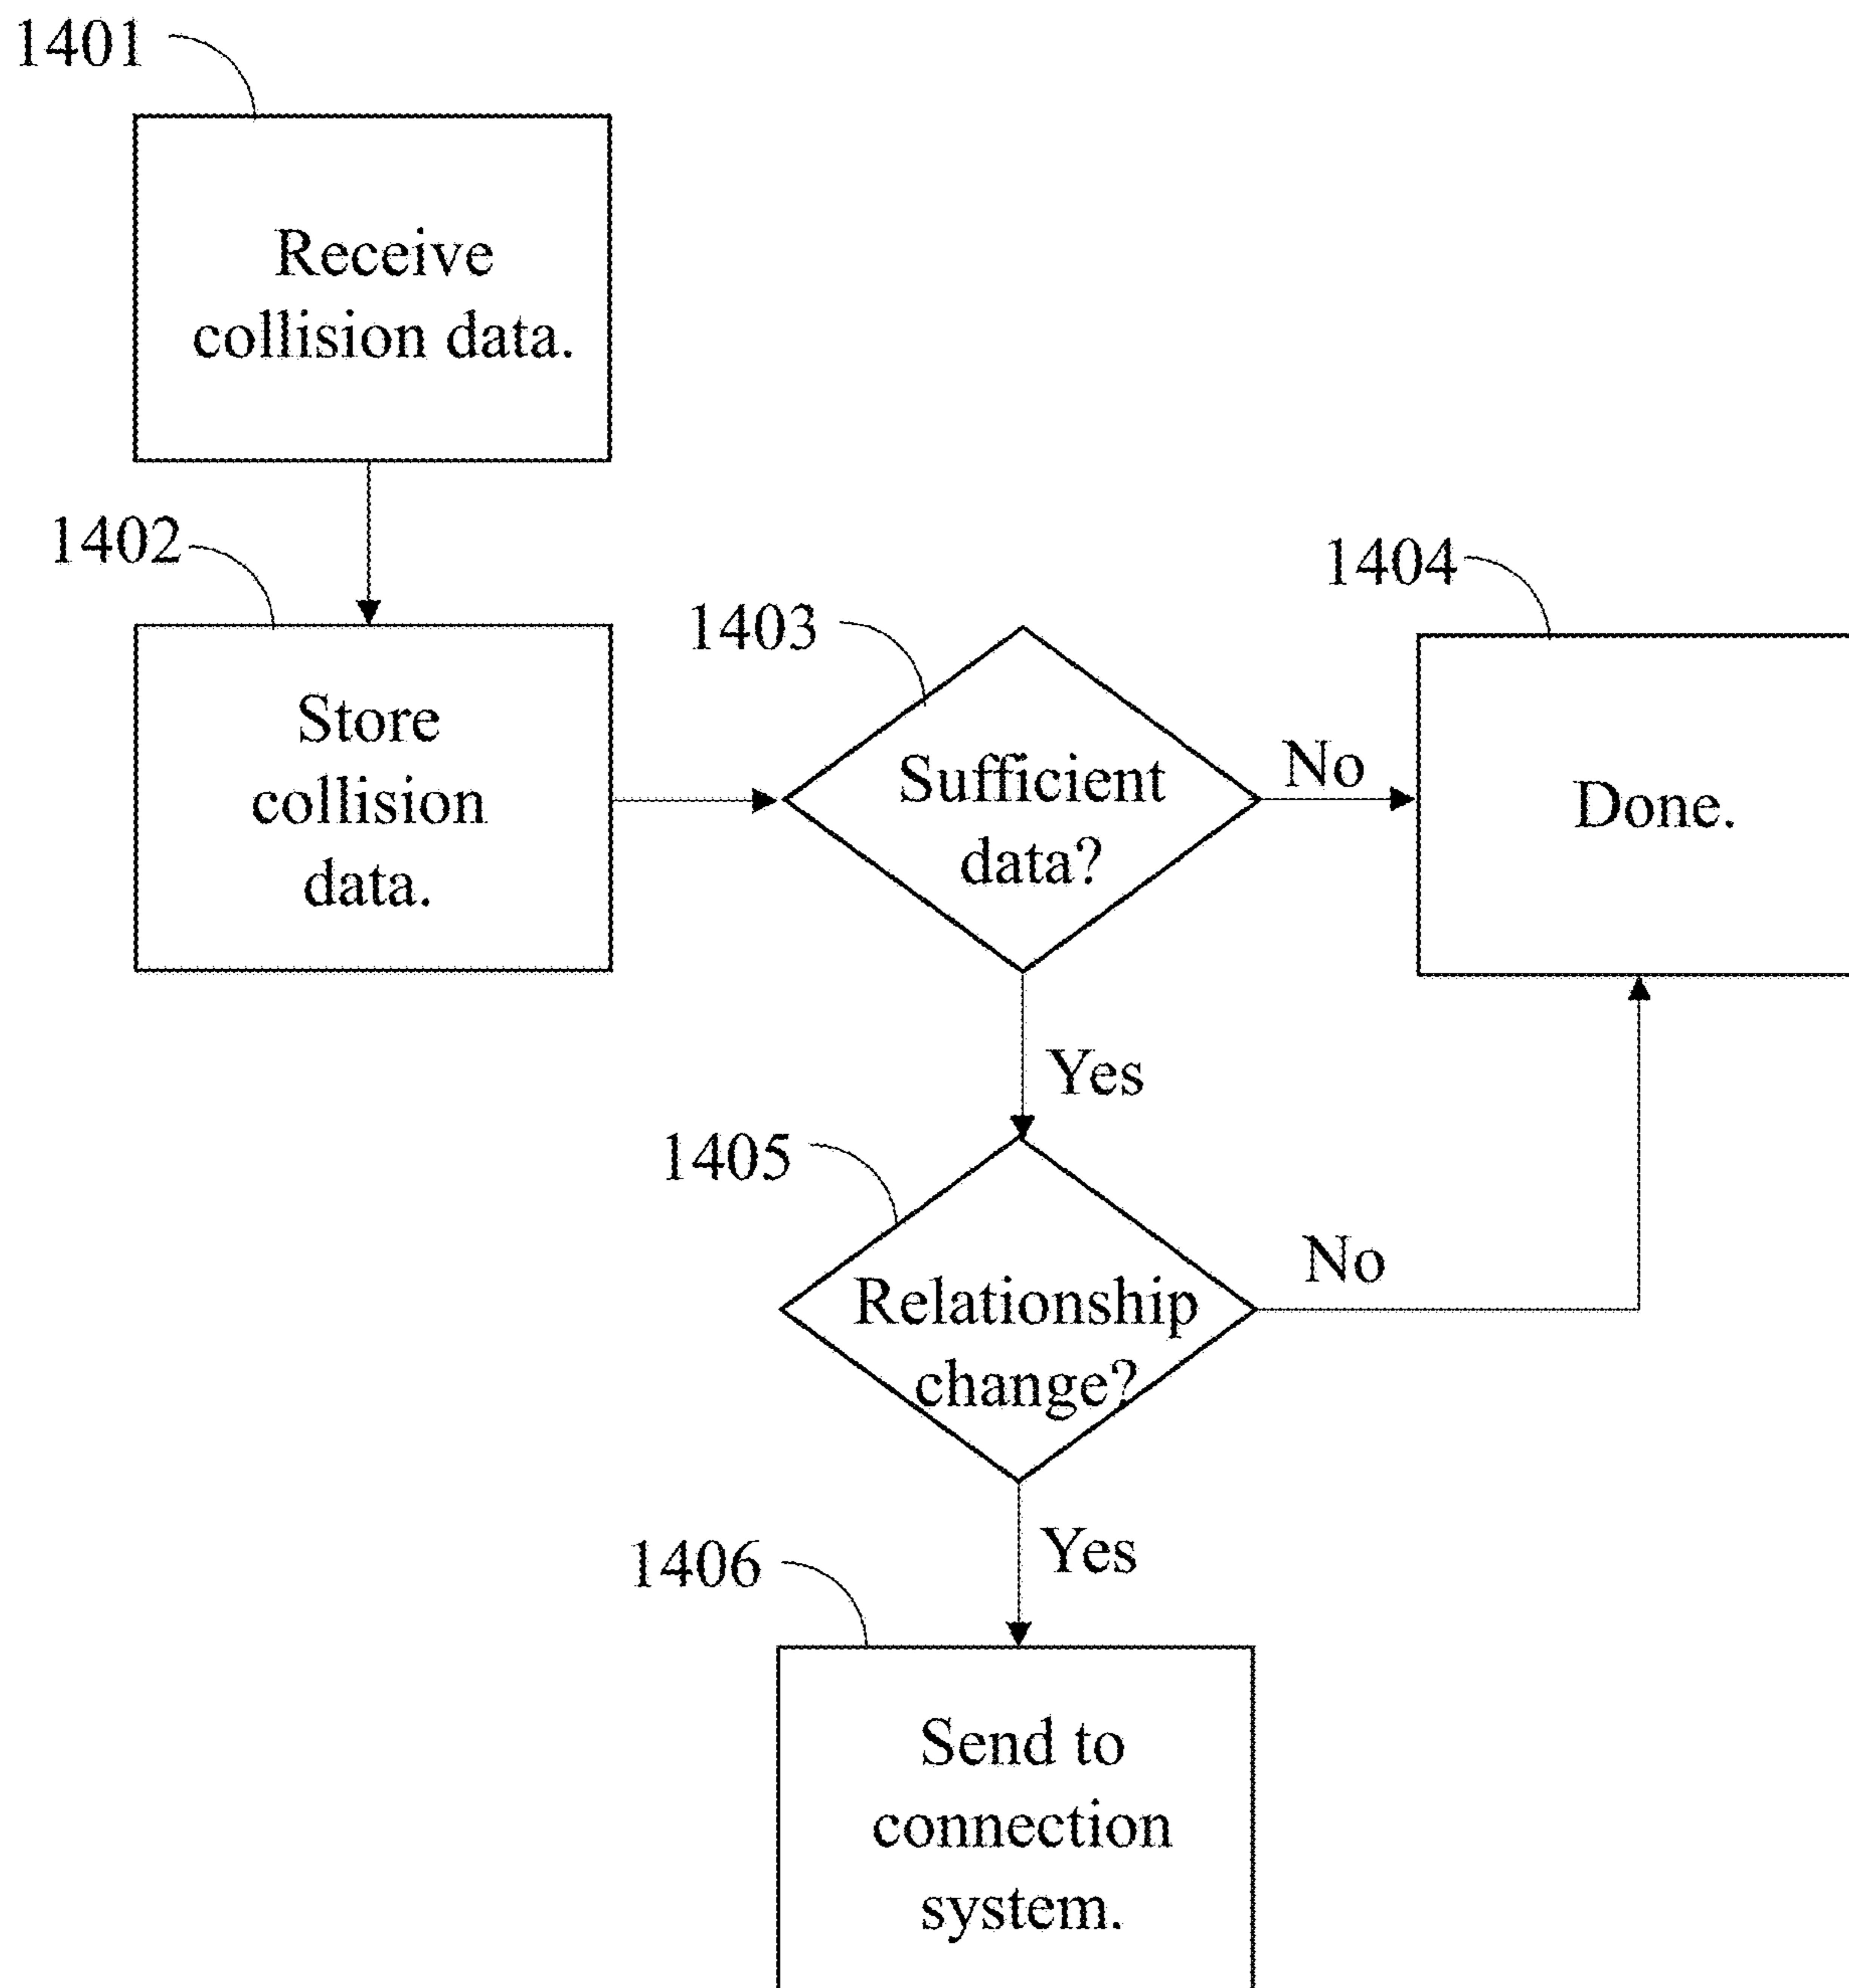 1401
Receive
collision data.
1402
Store
collision
data.
1403
Sufficient
data?
No
1404
Done.
Yes
1405
Relationship
change?
No
Yes
1406
Send to
connection
system.